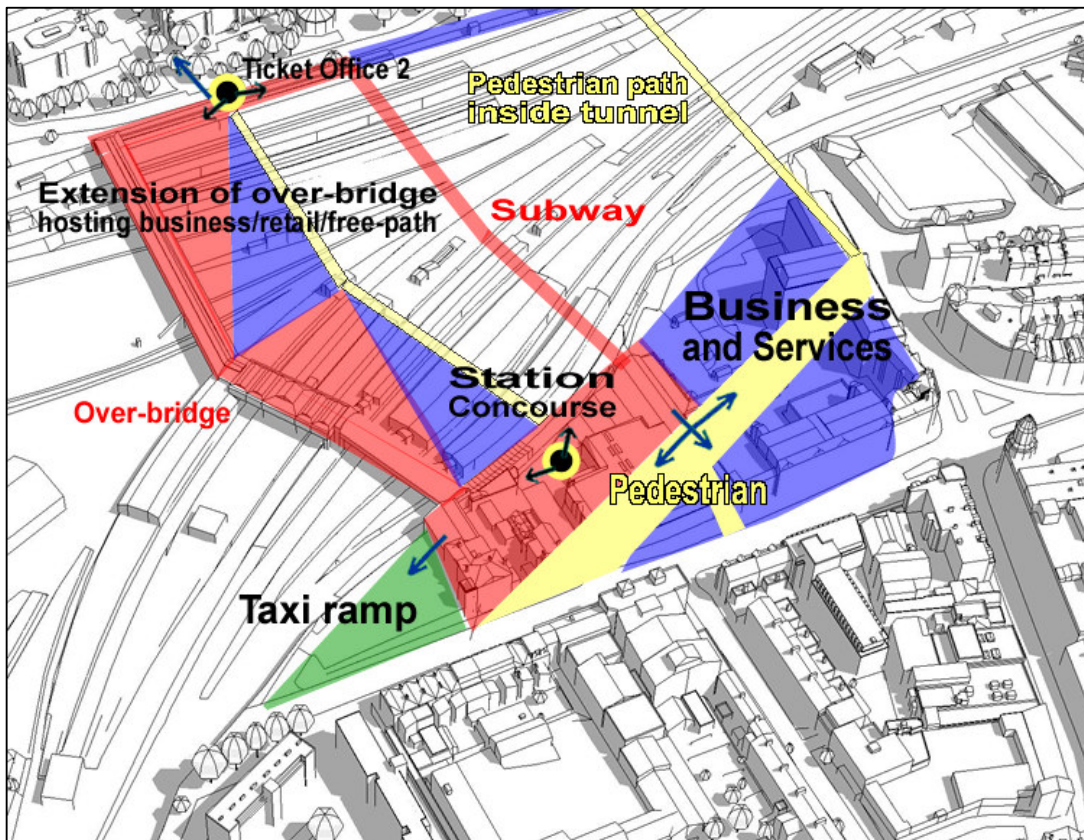 Ticket Office 2
Pedestrian path
inside tunnel
Extension of over-bridge
hosting business/retail/free-path
Subway
Business
and Services
Station
Concourse
Over-bridge
Pedestrian
Taxi ramp